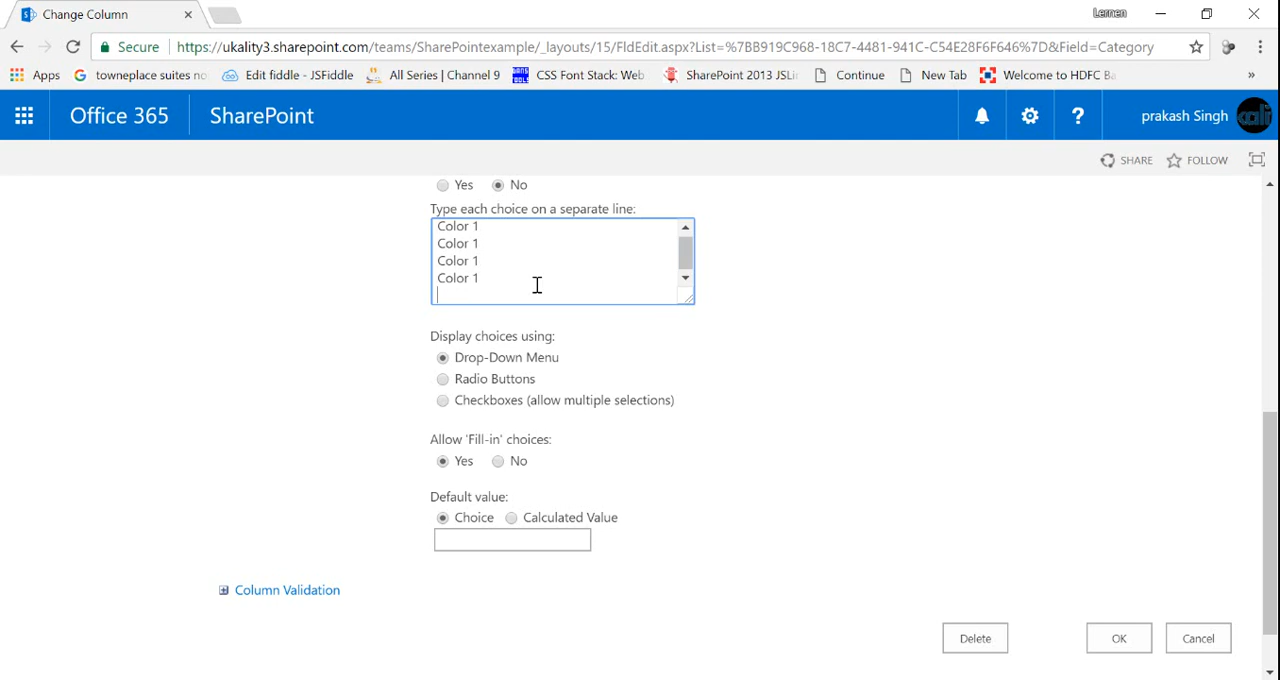 Change Column
Lernen
Secure
https://ukality3.sharepoint.com/teams/SharePointexample/_layouts/15/FldEdit.aspx?List=%7BB919C968-18C7-4481-941C-C54E28F6F646%7D&Field=Category
Apps
towneplace suites no
Edit fiddle - JSFiddle
All Series | Channel 9
CSS Font Stack: Web
SharePoint 2013 JSLi
Continue
New Tab
Welcome to HDFC Ba
»
Office 365
SharePoint
?
prakash Singh
SHARE
FOLLOW
Yes No
Type each choice on a separate line:
Color 1
Color 1
Color 1
Color 1
Display choices using:
Drop-Down Menu
Radio Buttons
Checkboxes (allow multiple selections)
Allow 'Fill-in' choices:
Yes No
Default value:
Choice Calculated Value
Column Validation
Delete
OK
Cancel